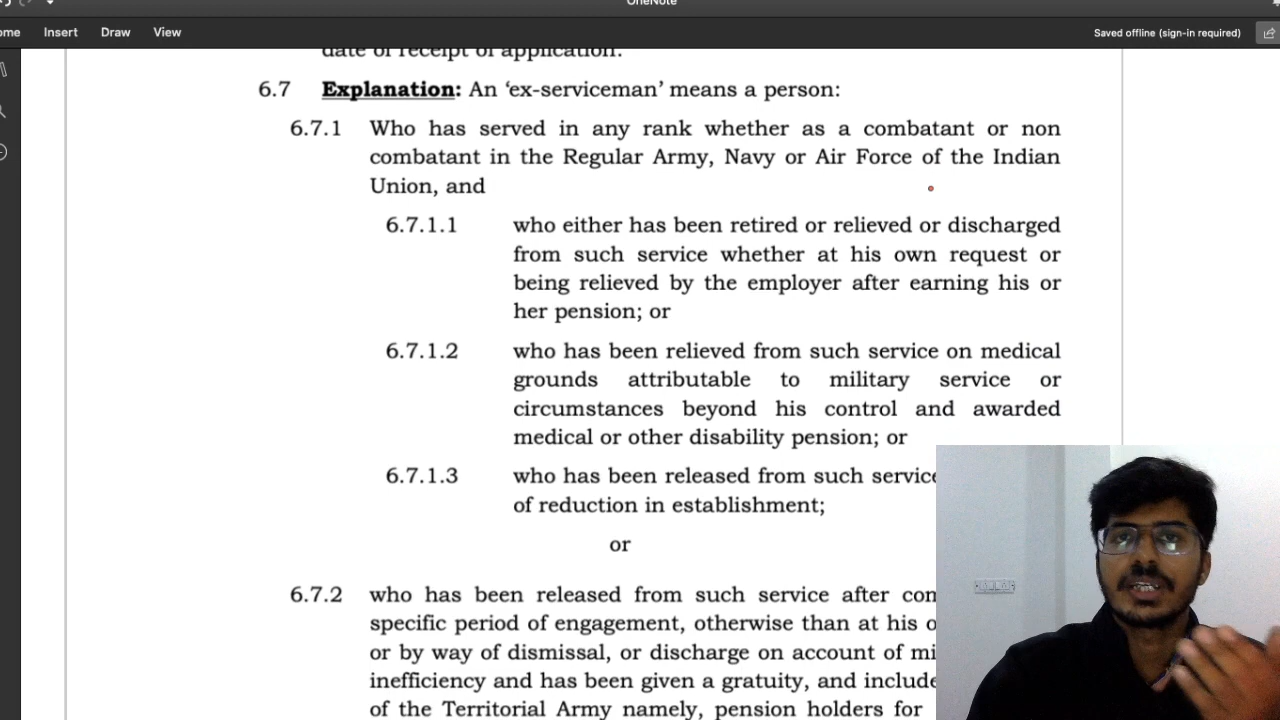 OneNote
ome Insert Draw View Saved offline (sign-in required)
date of receipt of application.
6.7 Explanation: An ‘ex-serviceman’ means a person:
6.7.1 Who has served in any rank whether as a combatant or non
combatant in the Regular Army, Navy or Air Force of the Indian
Union, and
6.7.1.1 who either has been retired or relieved or discharged
from such service whether at his own request or
being relieved by the employer after earning his or
her pension; or
6.7.1.2 who has been relieved from such service on medical
grounds attributable to military service or
circumstances beyond his control and awarded
medical or other disability pension; or
6.7.1.3 who has been released from such service
of reduction in establishment;
or
6.7.2 who has been released from such service after com
specific period of engagement, otherwise than at his o
or by way of dismissal, or discharge on account of mi
inefficiency and has been given a gratuity, and include
of the Territorial Army namely, pension holders for